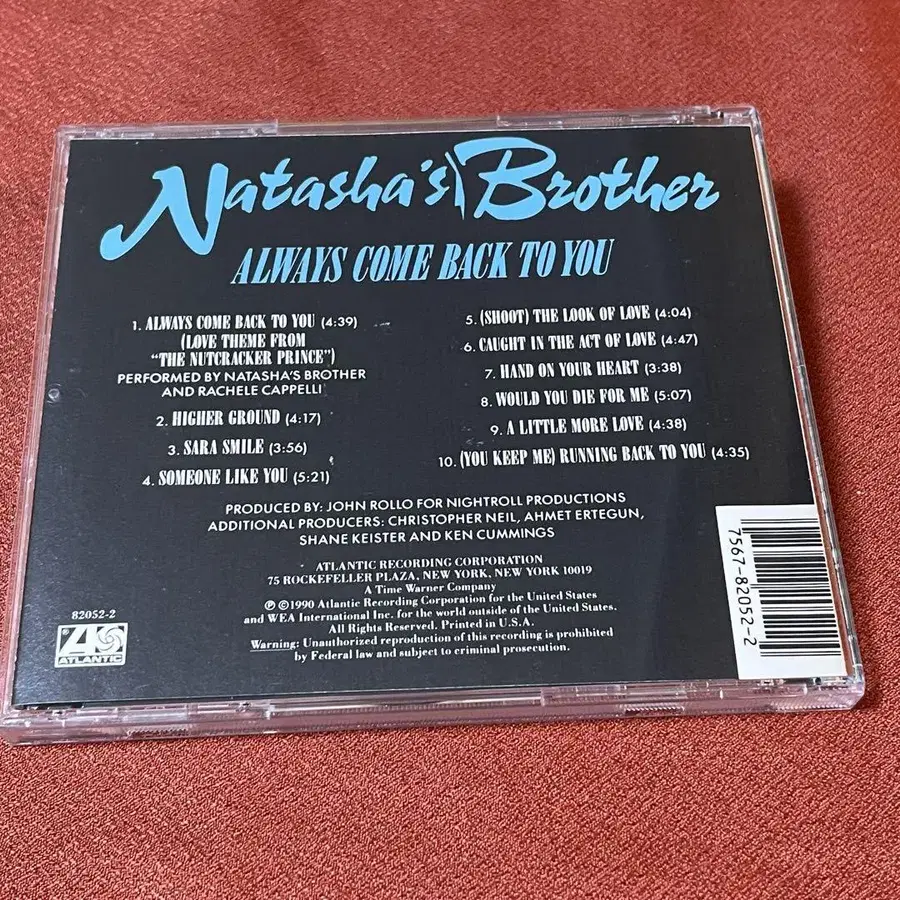 Natasha's Brother
ALWAYS COME BACK TO YOU
1. ALWAYS COME BACK TO YOU (4:39)
(LOVE THEME FROM
"THE NUTCRACKER PRINCE")
PERFORMED BY NATASHA'S BROTHER
AND RACHELE CAPPELLI
2. HIGHER GROUND (4:17)
3. SARA SMILE (3:56)
4. SOMEONE LIKE YOU (5:21)
5. (SHOOT) THE LOOK OF LOVE (4:04)
6. CAUGHT IN THE ACT OF LOVE (4:47)
7. HAND ON YOUR HEART (3:38)
8. WOULD YOU DIE FOR ME (5:07)
9. A LITTLE MORE LOVE (4:38)
10. (YOU KEEP ME) RUNNING BACK TO YOU (4:35)
PRODUCED BY: JOHN ROLLO FOR NIGHTROLL PRODUCTIONS
ADDITIONAL PRODUCERS: CHRISTOPHER NEIL, AHMET ERTEGUN,
SHANE KEISTER AND KEN CUMMINGS
ATLANTIC RECORDING CORPORATION
75 ROCKEFELLER PLAZA, NEW YORK, NEW YORK 10019
A Time Warner Company
℗ ©1990 Atlantic Recording Corporation for the United States
and WEA International Inc. for the world outside of the United States.
All Rights Reserved. Printed in U.S.A.
Warning: Unauthorized reproduction of this recording is prohibited
by Federal law and subject to criminal prosecution.
82052-2
ATLANTIC
7567-82052-2